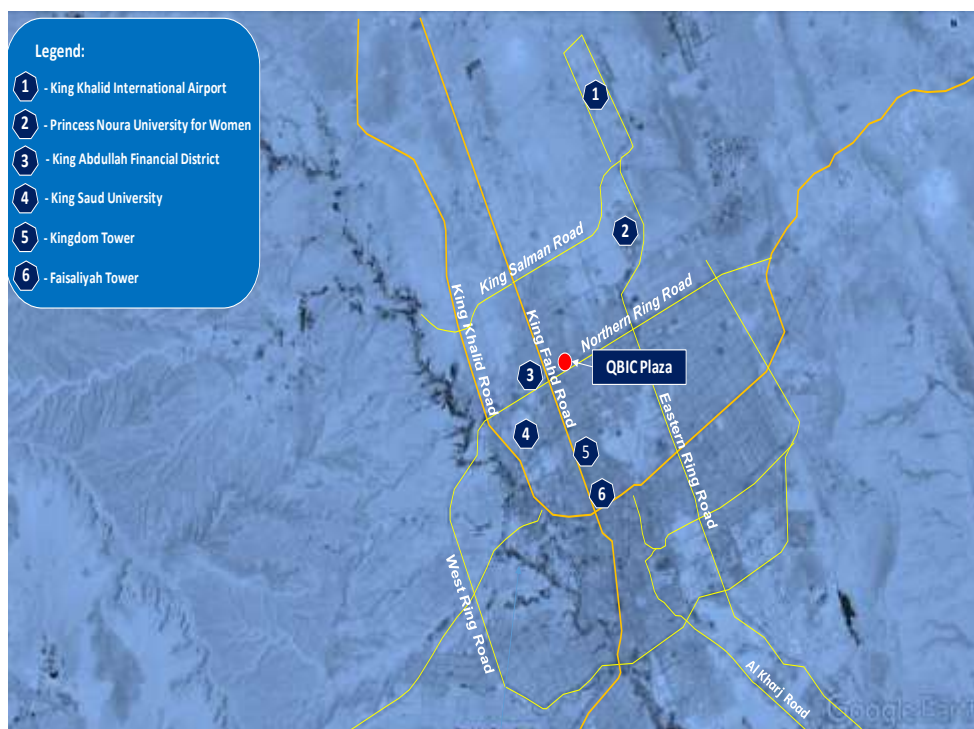 Legend:
1 - King Khalid International Airport
2 - Princess Noura University for Women
3 - King Abdullah Financial District
4 - King Saud University
5 - Kingdom Tower
6 - Faisaliyah Tower
1
2
King Salman Road
Northern Ring Road
King Khalid Road
King Fahd Road
QBIC Plaza
3
4
5
6
Eastern Ring Road
West Ring Road
Al Kharj Road
Google Eart